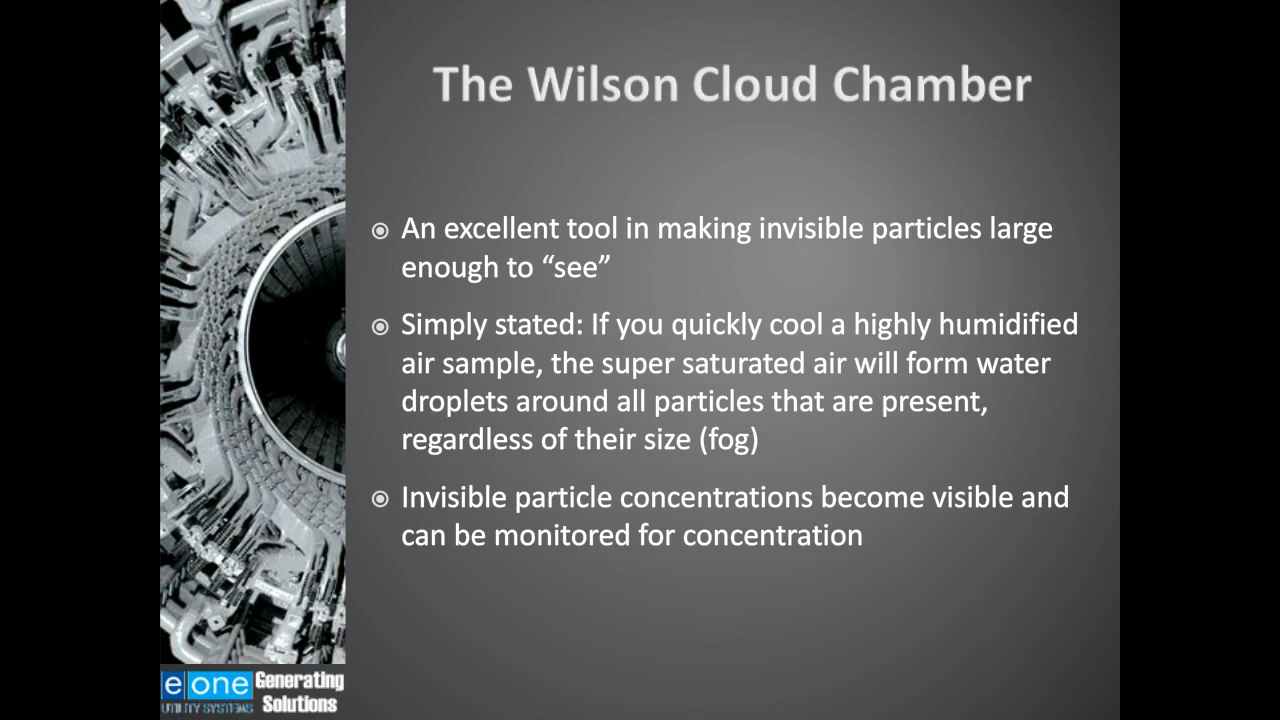 The Wilson Cloud Chamber
An excellent tool in making invisible particles large
enough to “see”
Simply stated: If you quickly cool a highly humidified
air sample, the super saturated air will form water
droplets around all particles that are present,
regardless of their size (fog)
Invisible particle concentrations become visible and
can be monitored for concentration
e one Generating
UTILITY SYSTEMS Solutions